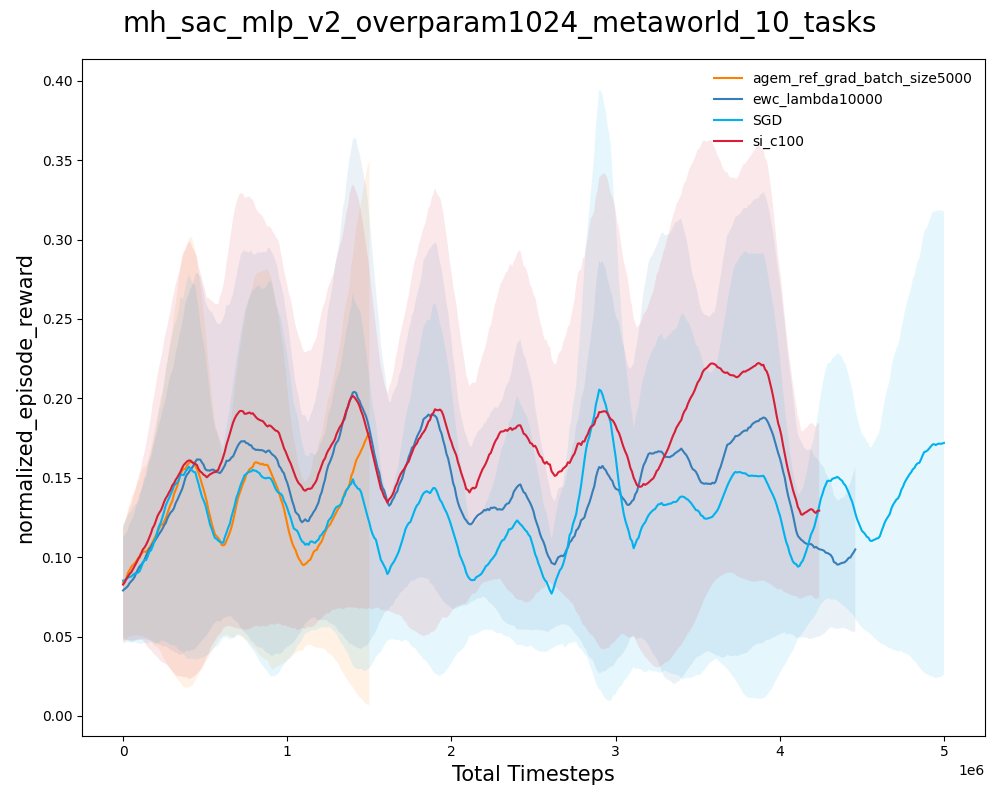 mh_sac_mlp_v2_overparam1024_metaworld_10_tasks
agem_ref_grad_batch_size5000
ewc_lambda10000
SGD
si_c100
normalized_episode_reward
0.40
0.35
0.30
0.25
0.20
0.15
0.10
0.05
0.00
0 1 2 3 4 5
1e6
Total Timesteps